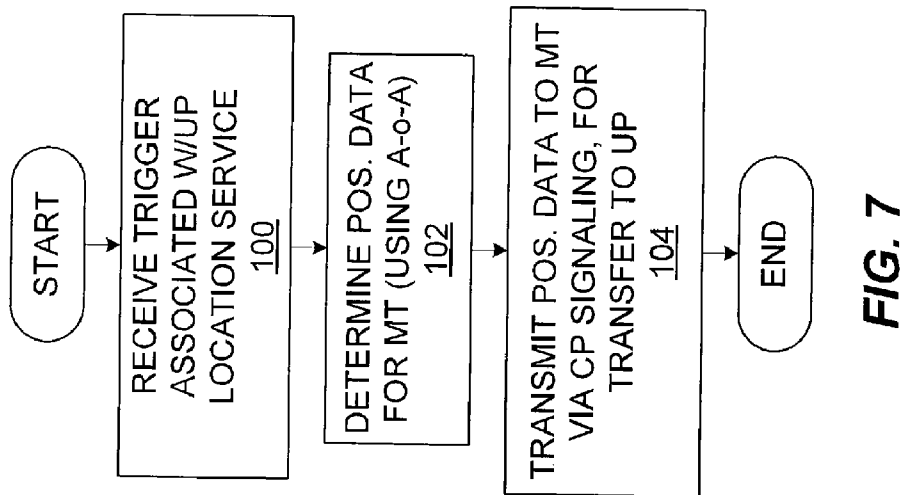 START
RECEIVE TRIGGER
ASSOCIATED W/UP
LOCATION SERVICE
100
DETERMINE POS. DATA
FOR MT (USING A-o-A)
102
TRANSMIT POS. DATA TO MT
VIA CP SIGNALING, FOR
TRANSFER TO UP
104
END
FIG. 7